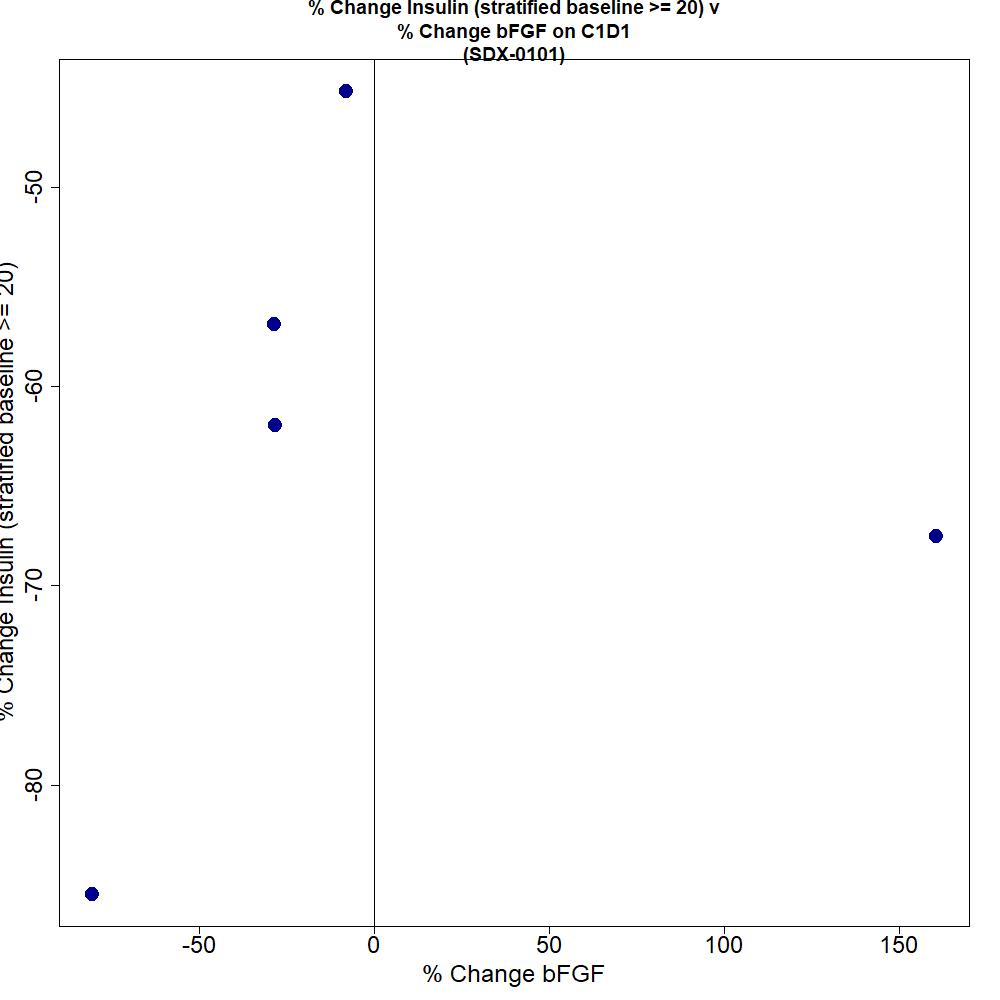 % Change Insulin (stratified baseline >= 20) v
% Change bFGF on C1D1
(SDX-0101)
% Change Insulin (stratified baseline >= 20)
-50
-60
-70
-80
-50
0
50
100
150
% Change bFGF